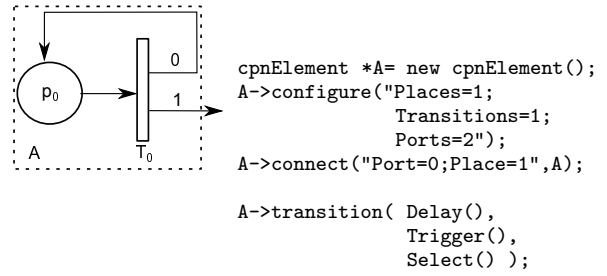 0
p0
1
A
T0
cpnElement *A= new cpnElement();
A->configure("Places=1;
Transitions=1;
Ports=2");
A->connect("Port=0;Place=1",A);
A->transition( Delay(),
Trigger(),
Select() );